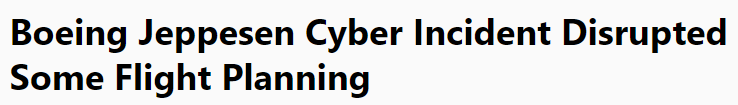 Boeing Jeppesen Cyber Incident Disrupted
Some Flight Planning